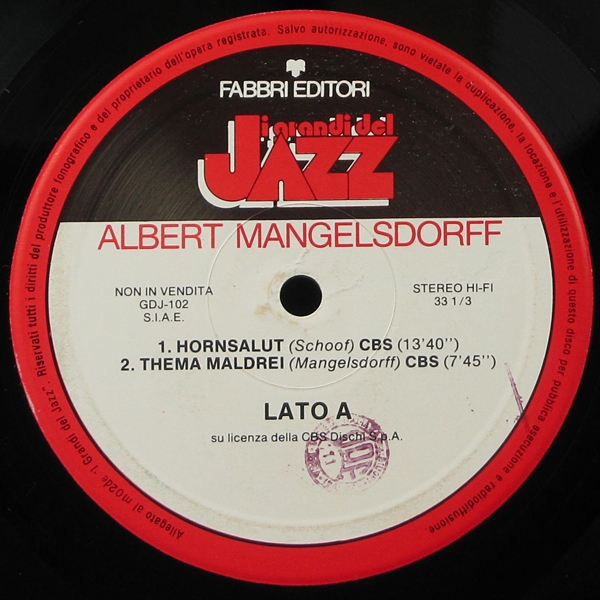 FABBRI EDITORI
i grandi del
JAZZ
ALBERT MANGELSDORFF
NON IN VENDITA
GDJ-102
S.I.A.E.
STEREO HI-FI
33 1/3
1. HORNSALUT (Schoof) CBS (13'40'')
2. THEMA MALDREI (Mangelsdorff) CBS (7'45'')
LATO A
su licenza della CBS Dischi S.p.A.
Allegato al n. 02 de "I Grandi del Jazz". Riservati tutti i diritti del produttore fonografico e del proprietario dell'opera registrata. Salvo autorizzazione, sono vietate la duplicazione, la locazione e l'utilizzazione di questo disco per pubblica esecuzione e radiodiffusione.